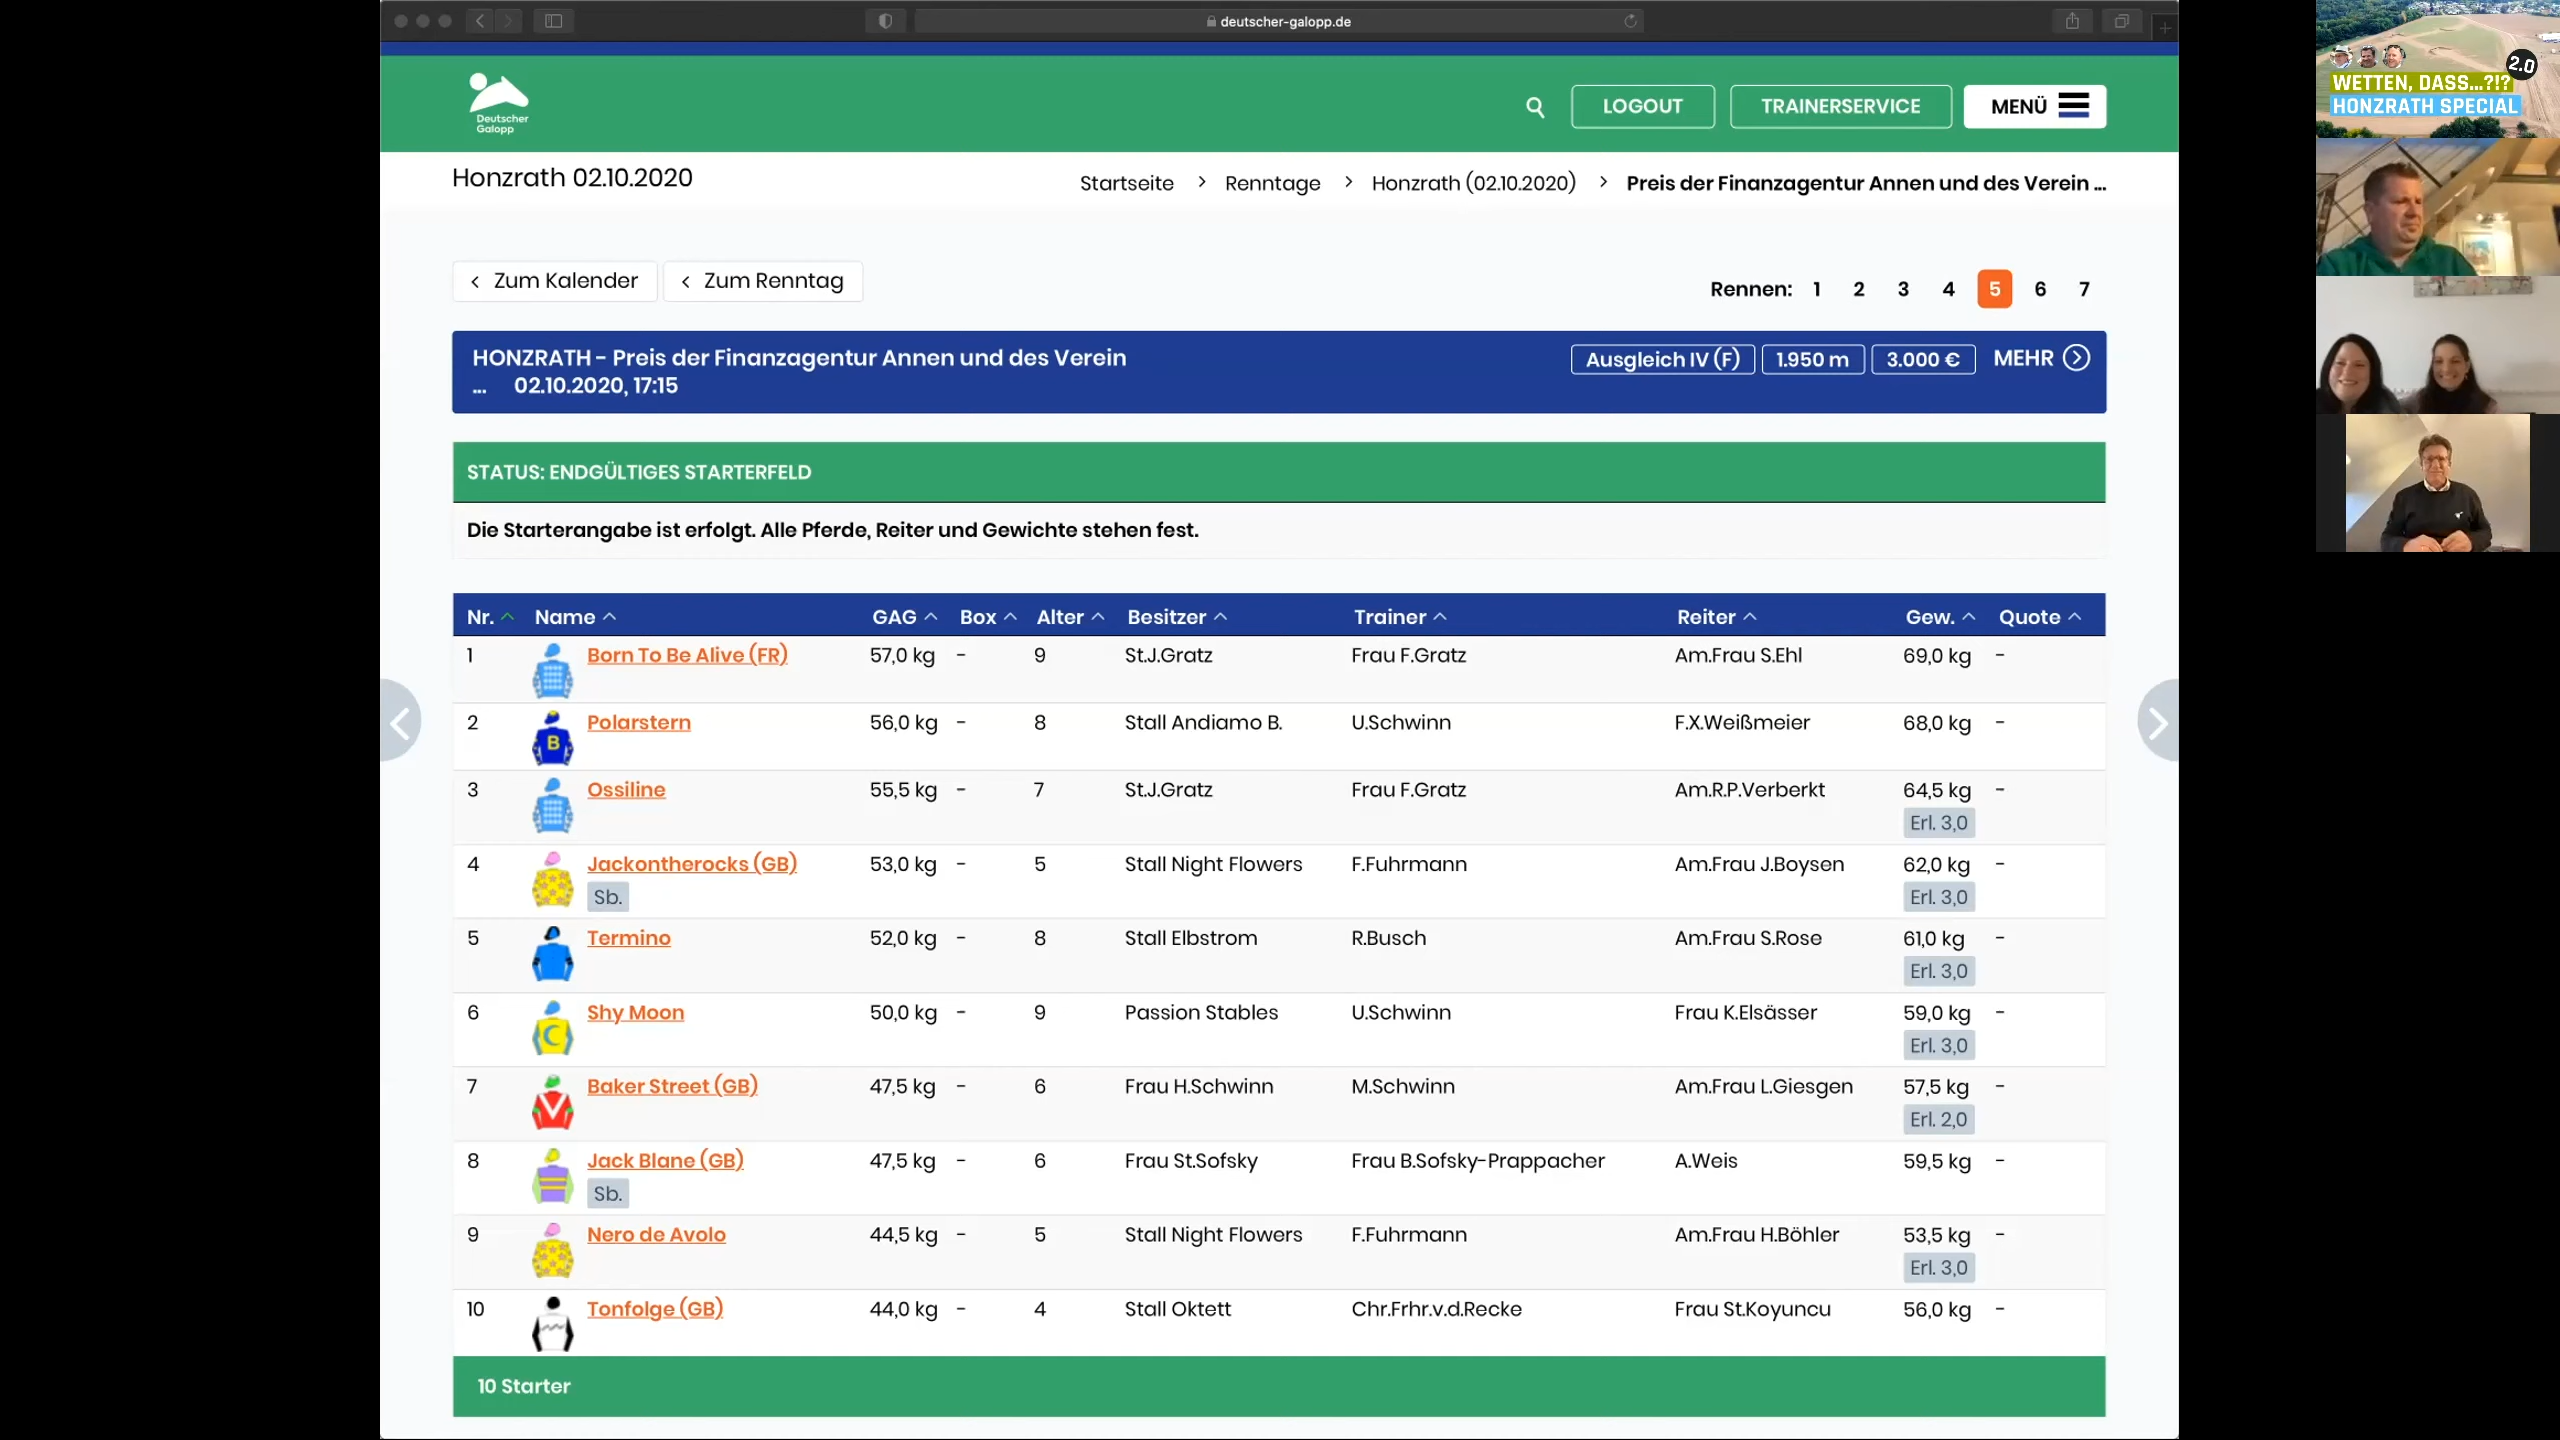 deutscher-galopp.de
Deutscher
Galopp
LOGOUT
TRAINERSERVICE
MENÜ
Honzrath 02.10.2020
Startseite > Renntage > Honzrath (02.10.2020) > Preis der Finanzagentur Annen und des Verein ...
Zum Kalender
Zum Renntag
Rennen: 1 2 3 4 5 6 7
HONZRATH - Preis der Finanzagentur Annen und des Verein
... 02.10.2020, 17:15
Ausgleich IV (F) 1.950 m 3.000 € MEHR
STATUS: ENDGÜLTIGES STARTERFELD
Die Starterangabe ist erfolgt. Alle Pferde, Reiter und Gewichte stehen fest.
Nr. Name GAG Box Alter Besitzer Trainer Reiter Gew. Quote
1 Born To Be Alive (FR) 57,0 kg - 9 St.J.Gratz Frau F.Gratz Am.Frau S.Ehl 69,0 kg -
2 B Polarstern 56,0 kg - 8 Stall Andiamo B. U.Schwinn F.X.Weißmeier 68,0 kg -
3 Ossiline 55,5 kg - 7 St.J.Gratz Frau F.Gratz Am.R.P.Verberkt 64,5 kg -
Erl. 3,0
4 Jackontherocks (GB) 53,0 kg - 5 Stall Night Flowers F.Fuhrmann Am.Frau J.Boysen 62,0 kg -
Sb. Erl. 3,0
5 Termino 52,0 kg - 8 Stall Elbstrom R.Busch Am.Frau S.Rose 61,0 kg -
Erl. 3,0
6 Shy Moon 50,0 kg - 9 Passion Stables U.Schwinn Frau K.Elsässer 59,0 kg -
Erl. 3,0
7 Baker Street (GB) 47,5 kg - 6 Frau H.Schwinn M.Schwinn Am.Frau L.Giesgen 57,5 kg -
Erl. 2,0
8 Jack Blane (GB) 47,5 kg - 6 Frau St.Sofsky Frau B.Sofsky-Prappacher A.Weis 59,5 kg -
Sb.
9 Nero de Avolo 44,5 kg - 5 Stall Night Flowers F.Fuhrmann Am.Frau H.Böhler 53,5 kg -
Erl. 3,0
10 Tonfolge (GB) 44,0 kg - 4 Stall Oktett Chr.Frhr.v.d.Recke Frau St.Koyuncu 56,0 kg -
10 Starter
2.0
WETTEN, DASS...?!?
HONZRATH SPECIAL